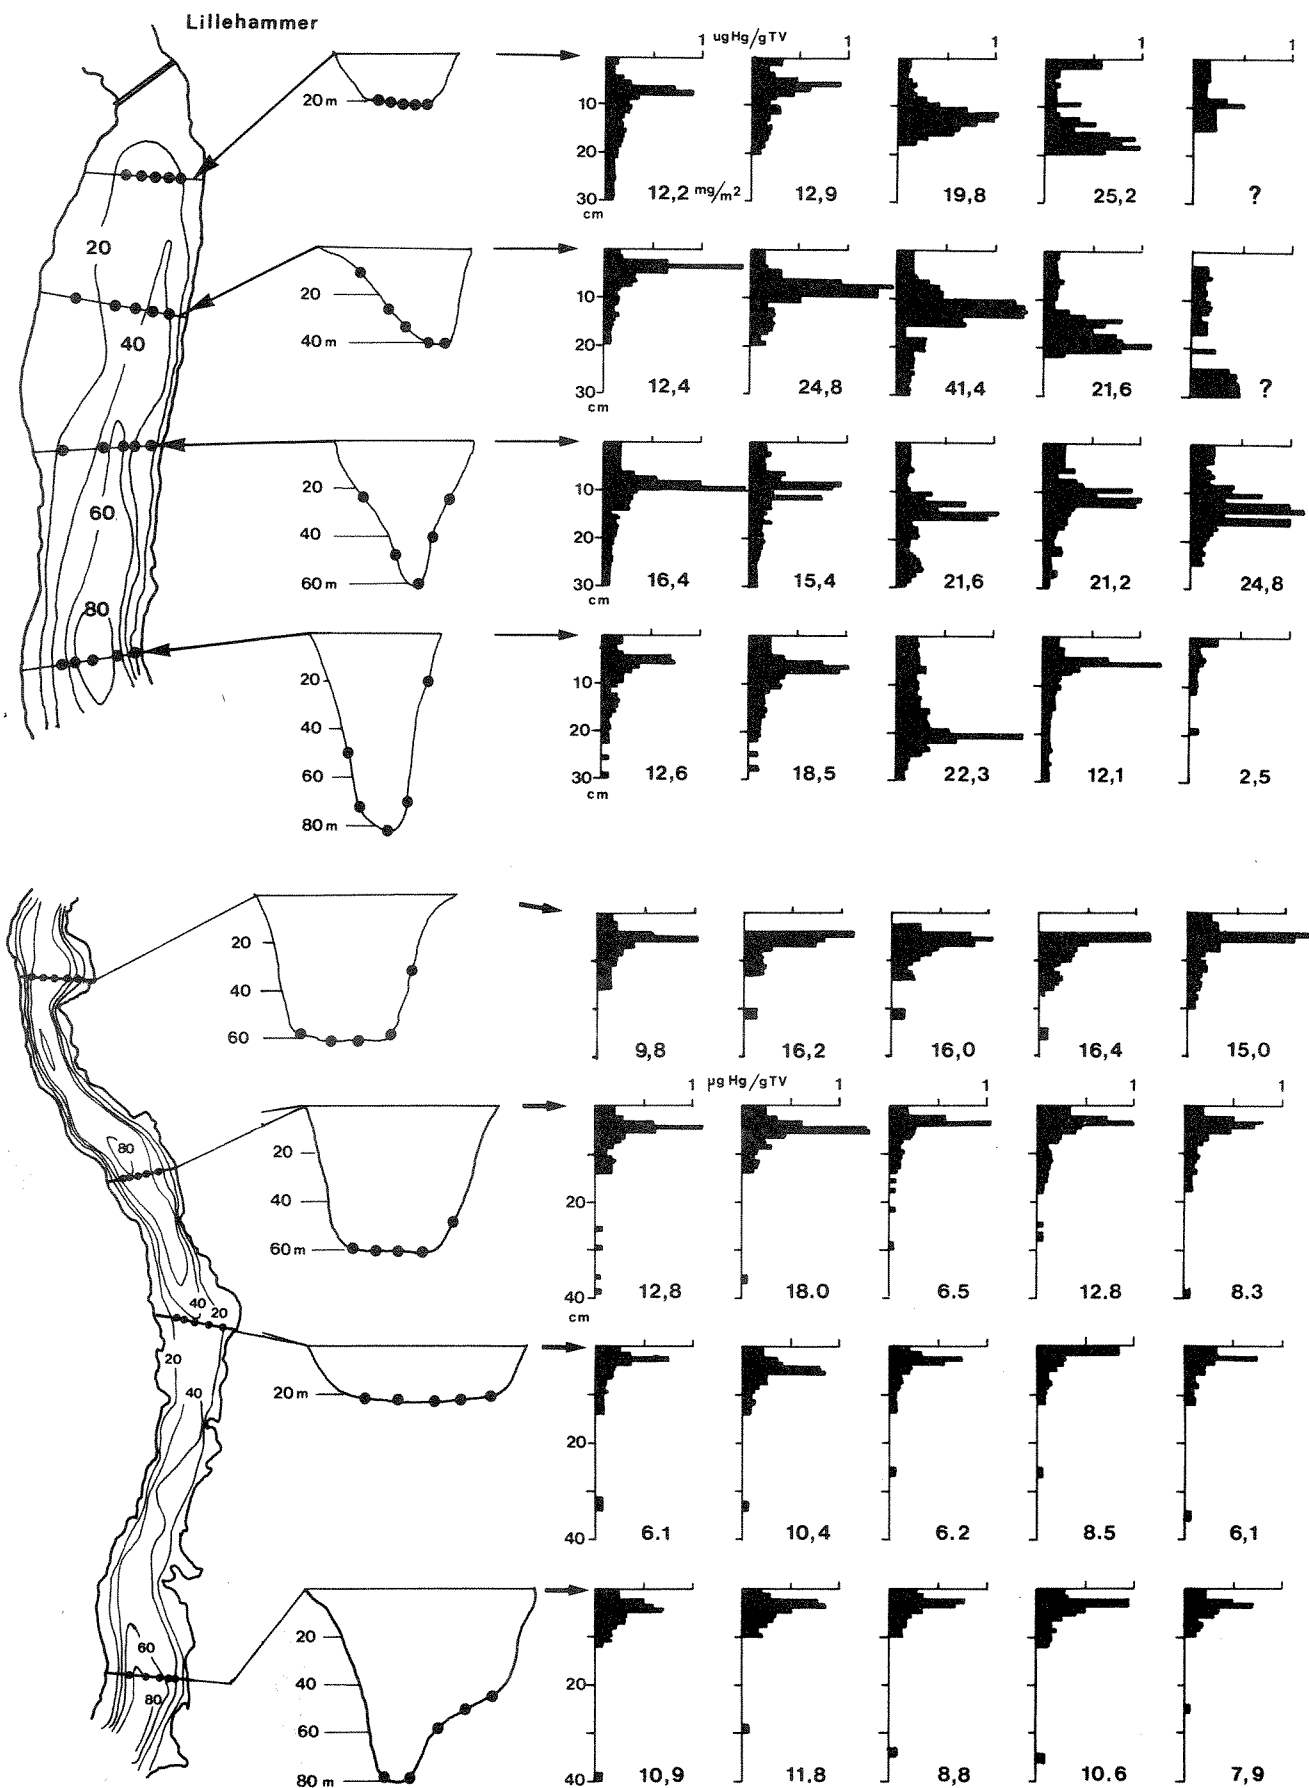 Lillehammer
ugHg/gTV
1 1 1 1 1
20 m
10
20
30
cm
12,2 mg/m² 12,9 19,8 25,2 ?
20
40
20
40 m
10
20
30
cm
12,4 24,8 41,4 21,6 ?
60
80
20
40
60 m
10
20
30
cm
16,4 15,4 21,6 21,2 24,8
20
40
60
80 m
10
20
30
cm
12,6 18,5 22,3 12,1 2,5
20
40
60
9,8 16,2 16,0 16,4 15,0
µgHg/gTV
1 1 1 1 1
80
20
40
60 m
20
40
cm
12,8 18.0 6.5 12.8 8.3
40 20
20
40
20 m
20
40
6.1 10,4 6.2 8.5 6,1
60
80
20
40
60
80 m
20
40
10,9 11.8 8,8 10.6 7,9